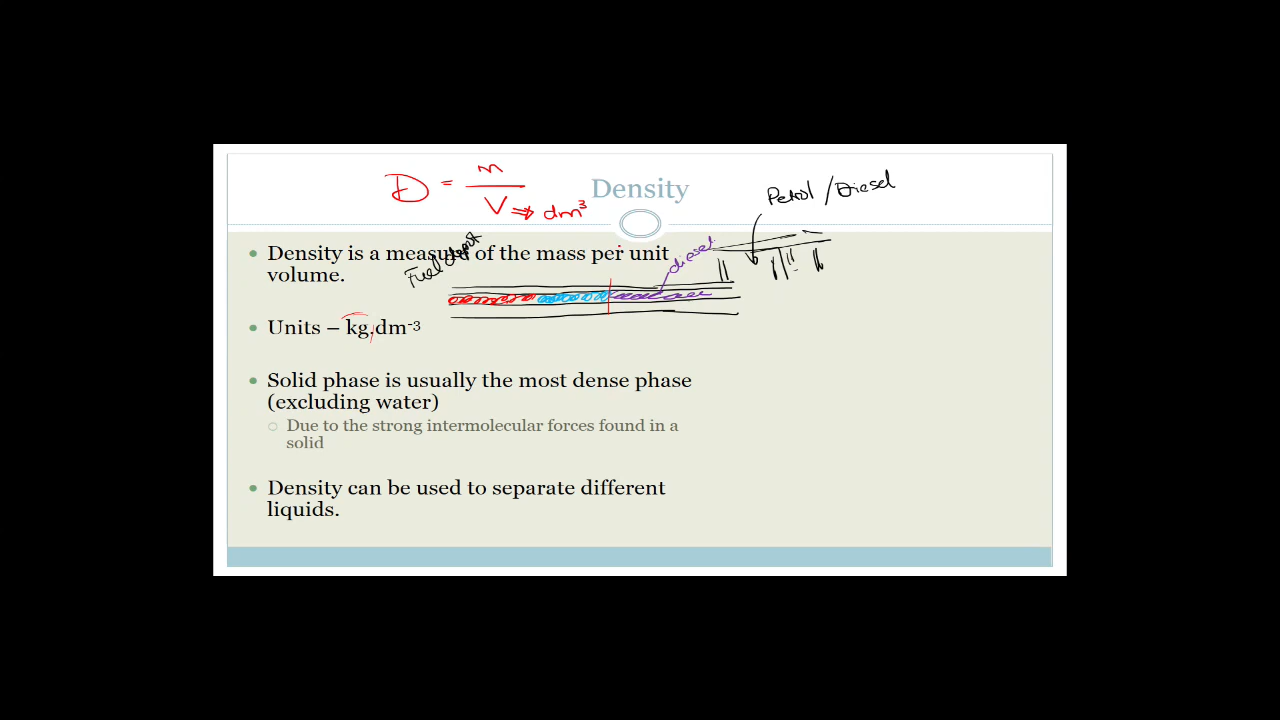 D = m / V ⇒ dm³
Density
Petrol / Diesel
Density is a measure of the mass per unit
volume.
Fuel depot
diesel
Units – kg.dm⁻³
Solid phase is usually the most dense phase
(excluding water)
Due to the strong intermolecular forces found in a
solid
Density can be used to separate different
liquids.